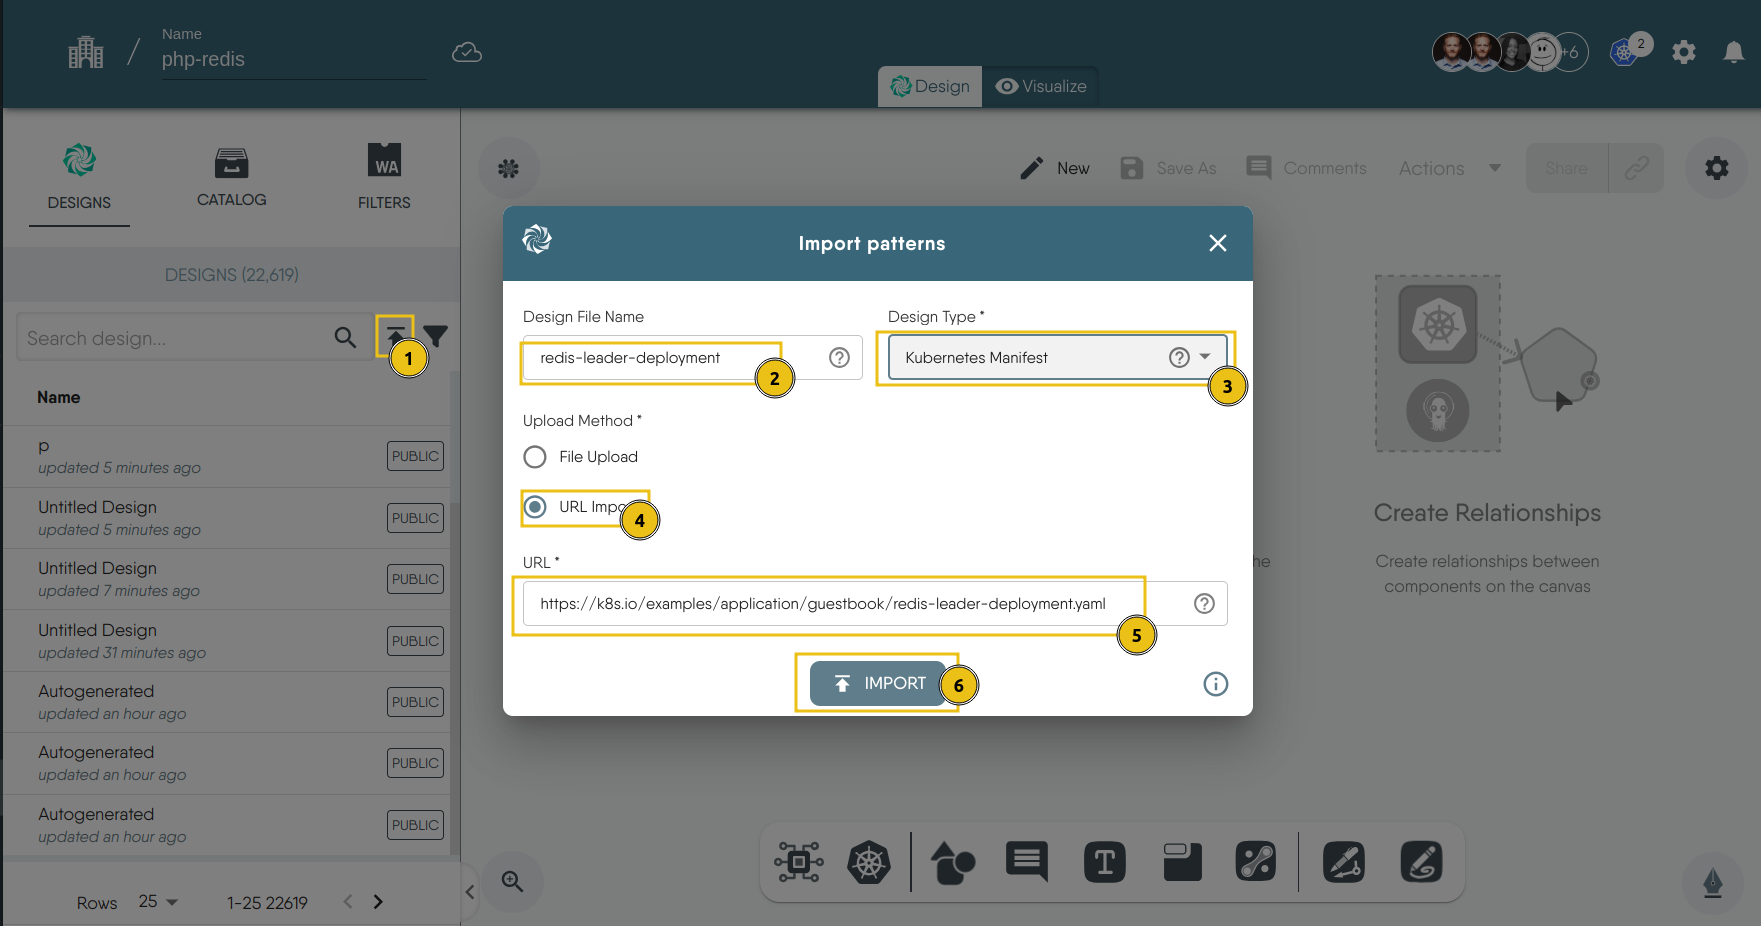 Name
php-redis
+6
2
Design
Visualize
DESIGNS
CATALOG
WA
FILTERS
New
Save As
Comments
Actions
Share
DESIGNS (22,619)
Search design...
1
Name
p
updated 5 minutes ago
PUBLIC
Untitled Design
updated 5 minutes ago
PUBLIC
Untitled Design
updated 7 minutes ago
PUBLIC
Untitled Design
updated 31 minutes ago
PUBLIC
Autogenerated
updated an hour ago
PUBLIC
Autogenerated
updated an hour ago
PUBLIC
Autogenerated
updated an hour ago
PUBLIC
Rows
25
1-25 22619
Import patterns
Design File Name
redis-leader-deployment
2
Design Type *
Kubernetes Manifest
3
Upload Method *
File Upload
URL Impo
4
URL *
https://k8s.io/examples/application/guestbook/redis-leader-deployment.yaml
5
IMPORT
6
he
Create Relationships
Create relationships between
components on the canvas
T